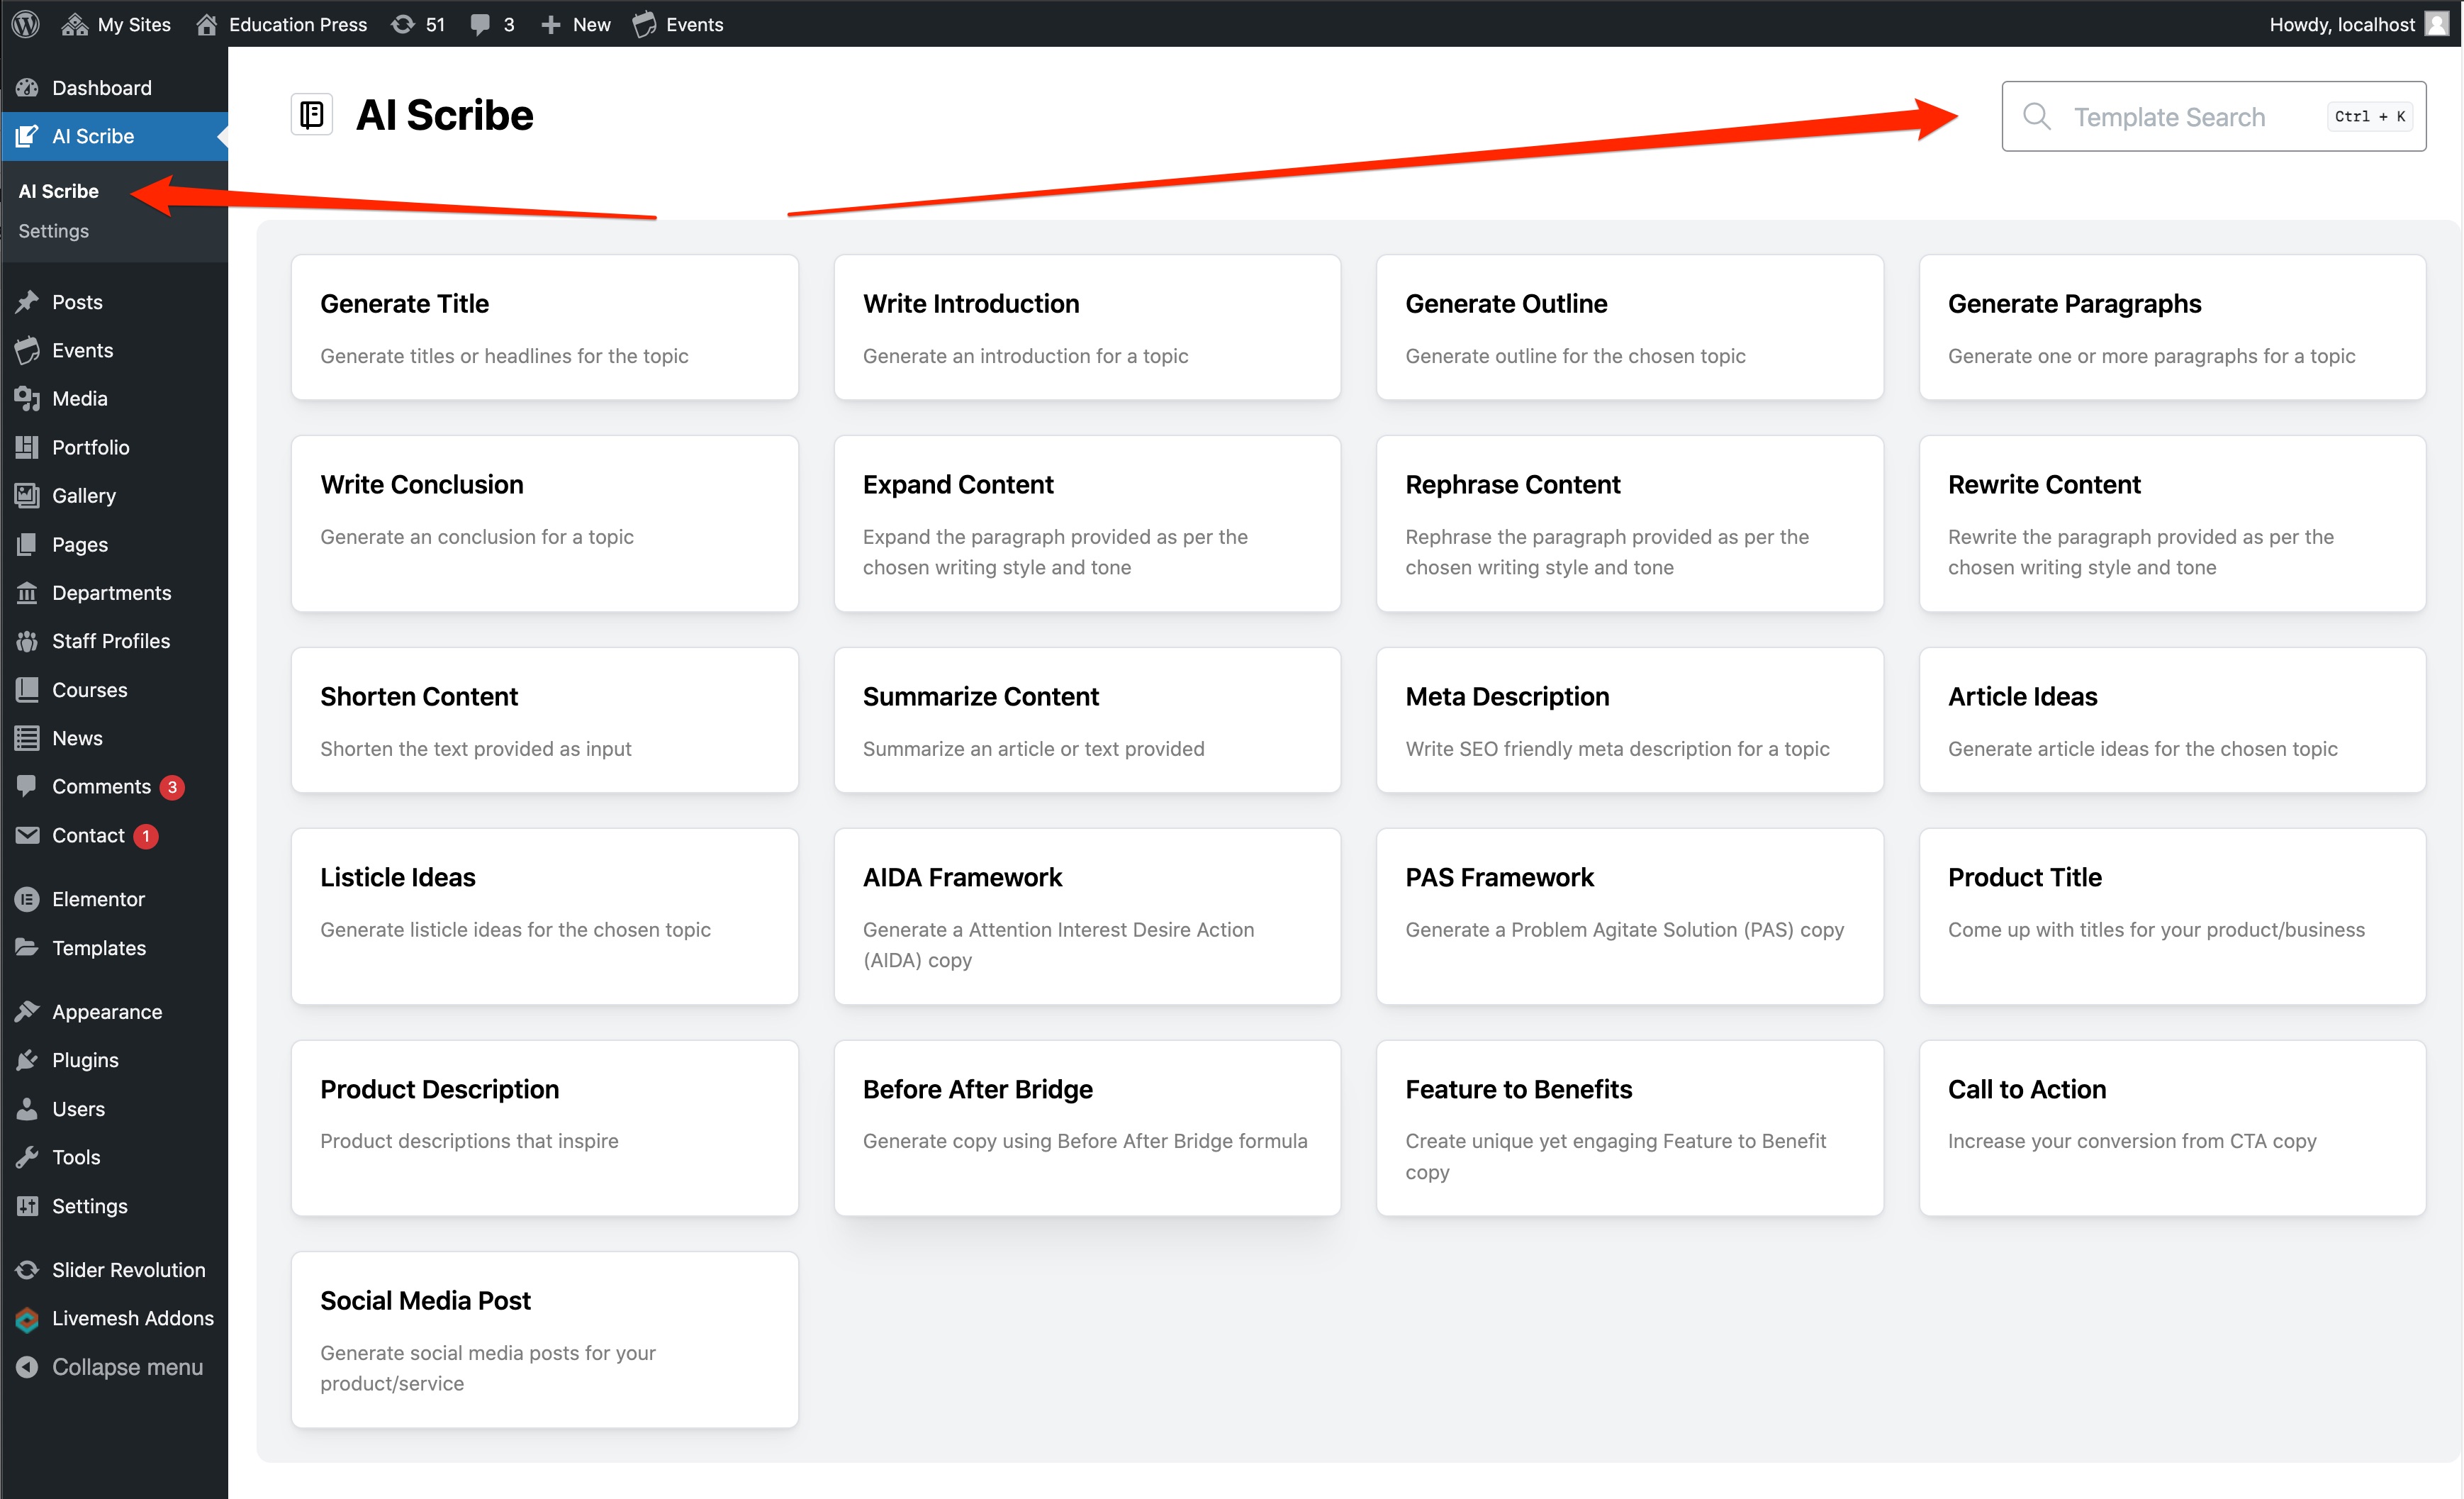 My Sites Education Press 51 3 New Events Howdy, localhost
Dashboard
AI Scribe
AI Scribe
Settings
Posts
Events
Media
Portfolio
Gallery
Pages
Departments
Staff Profiles
Courses
News
Comments 3
Contact 1
Elementor
Templates
Appearance
Plugins
Users
Tools
Settings
Slider Revolution
Livemesh Addons
Collapse menu
AI Scribe
Template Search Ctrl + K
Generate Title
Generate titles or headlines for the topic
Write Introduction
Generate an introduction for a topic
Generate Outline
Generate outline for the chosen topic
Generate Paragraphs
Generate one or more paragraphs for a topic
Write Conclusion
Generate an conclusion for a topic
Expand Content
Expand the paragraph provided as per the
chosen writing style and tone
Rephrase Content
Rephrase the paragraph provided as per the
chosen writing style and tone
Rewrite Content
Rewrite the paragraph provided as per the
chosen writing style and tone
Shorten Content
Shorten the text provided as input
Summarize Content
Summarize an article or text provided
Meta Description
Write SEO friendly meta description for a topic
Article Ideas
Generate article ideas for the chosen topic
Listicle Ideas
Generate listicle ideas for the chosen topic
AIDA Framework
Generate a Attention Interest Desire Action
(AIDA) copy
PAS Framework
Generate a Problem Agitate Solution (PAS) copy
Product Title
Come up with titles for your product/business
Product Description
Product descriptions that inspire
Before After Bridge
Generate copy using Before After Bridge formula
Feature to Benefits
Create unique yet engaging Feature to Benefit
copy
Call to Action
Increase your conversion from CTA copy
Social Media Post
Generate social media posts for your
product/service